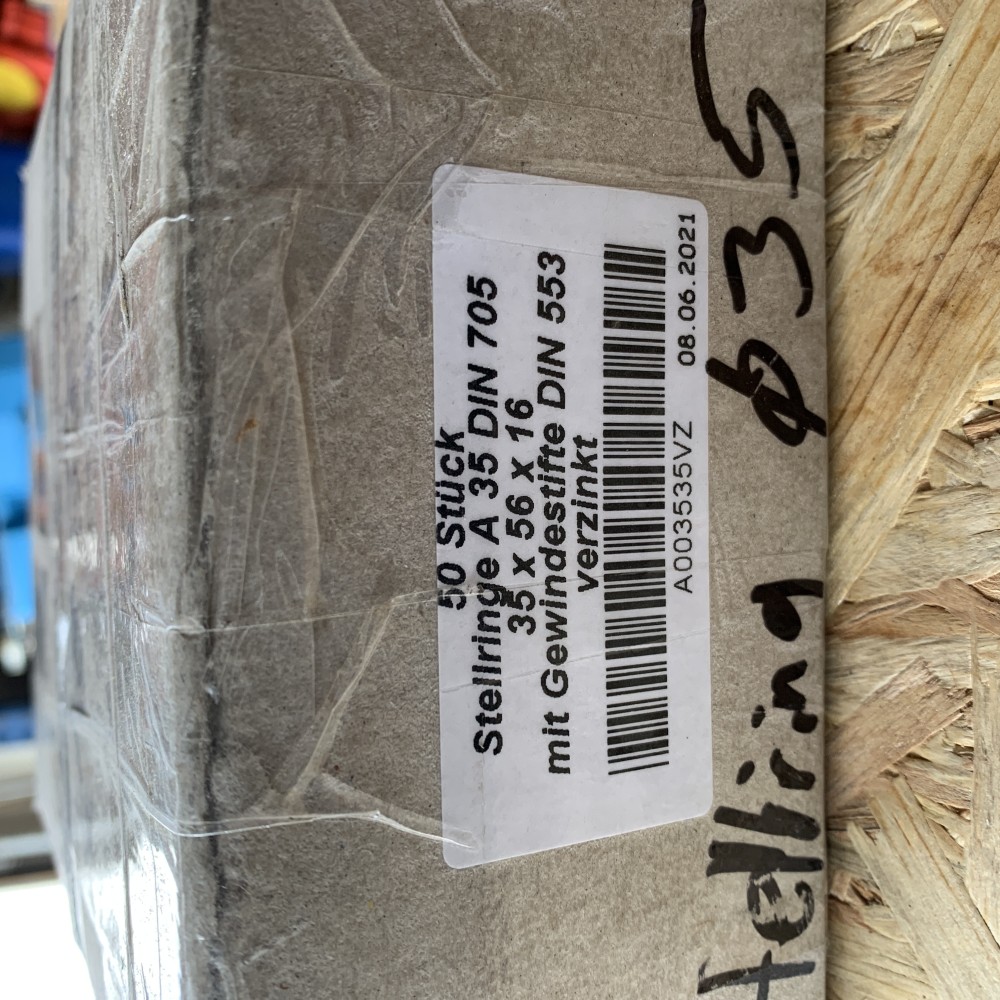 50 Stück
Stellringe A 35 DIN 705
35 x 56 x 16
mit Gewindestifte DIN 553
verzinkt
A003535VZ 08.06.2021
tellring ϕ35